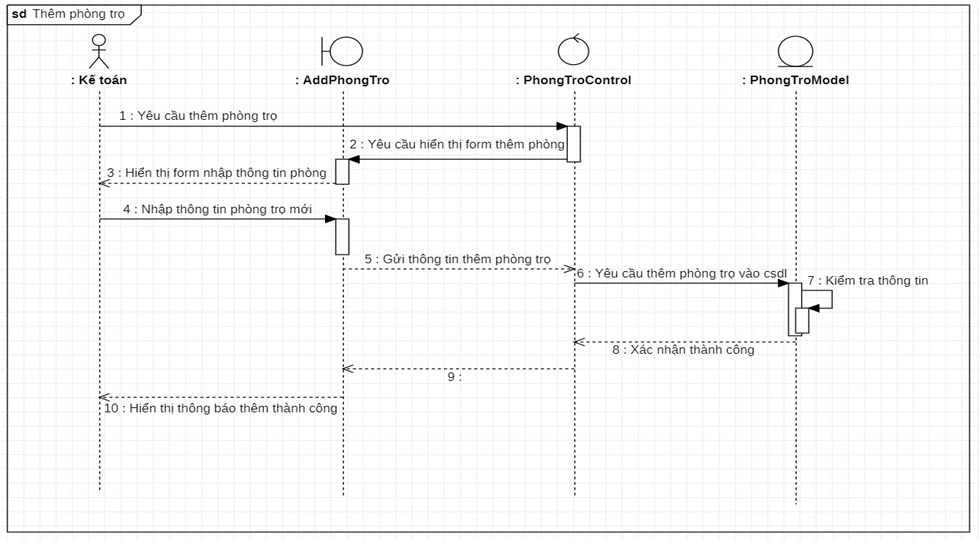 sd Thêm phòng trọ
: Kế toán
: AddPhongTro
: PhongTroControl
: PhongTroModel
1 : Yêu cầu thêm phòng trọ
2 : Yêu cầu hiển thị form thêm phòng
3 : Hiển thị form nhập thông tin phòng
4 : Nhập thông tin phòng trọ mới
5 : Gửi thông tin thêm phòng trọ
6 : Yêu cầu thêm phòng trọ vào csdl
7 : Kiểm tra thông tin
8 : Xác nhận thành công
9 :
10 : Hiển thị thông báo thêm thành công